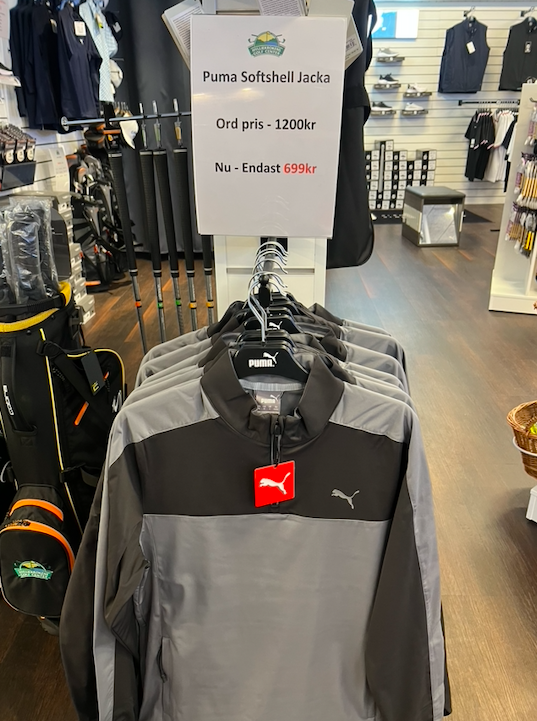 Puma Softshell Jacka
Ord pris - 1200kr
Nu - Endast 699kr
PUMA